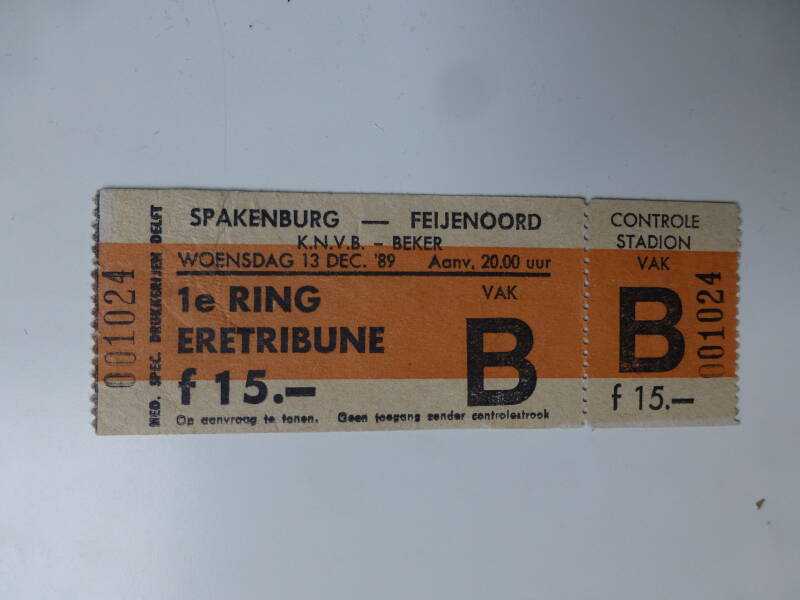 001024
NED. SPEC. DRUKKERIJEN DELFT
SPAKENBURG — FEIJENOORD
K.N.V.B. - BEKER
WOENSDAG 13 DEC. '89 Aanv. 20.00 uur
1e RING
ERETRIBUNE
f 15.—
VAK
B
Op aanvraag te tonen. Geen toegang zonder controlestrook
CONTROLE
STADION
VAK
B
f 15.—
001024